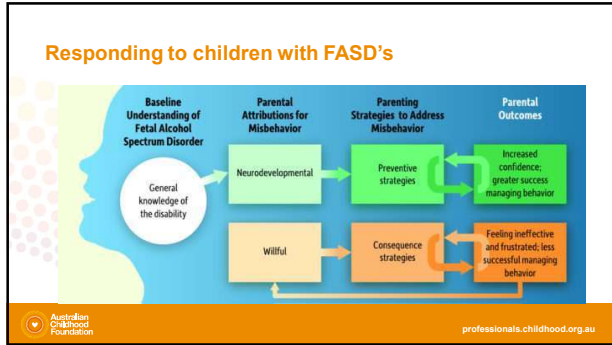 Responding to children with FASD's
Baseline
Understanding of
Fetal Alcohol
Spectrum Disorder
Parental
Attributions for
Misbehavior
Parenting
Strategies to Address
Misbehavior
Parental
Outcomes
General
knowledge of
the disability
Neurodevelopmental
Preventive
strategies
Increased
confidence;
greater success
managing behavior
Willful
Consequence
strategies
Feeling ineffective
and frustrated; less
successful managing
behavior
Australian
Childhood
Foundation
professionals.childhood.org.au